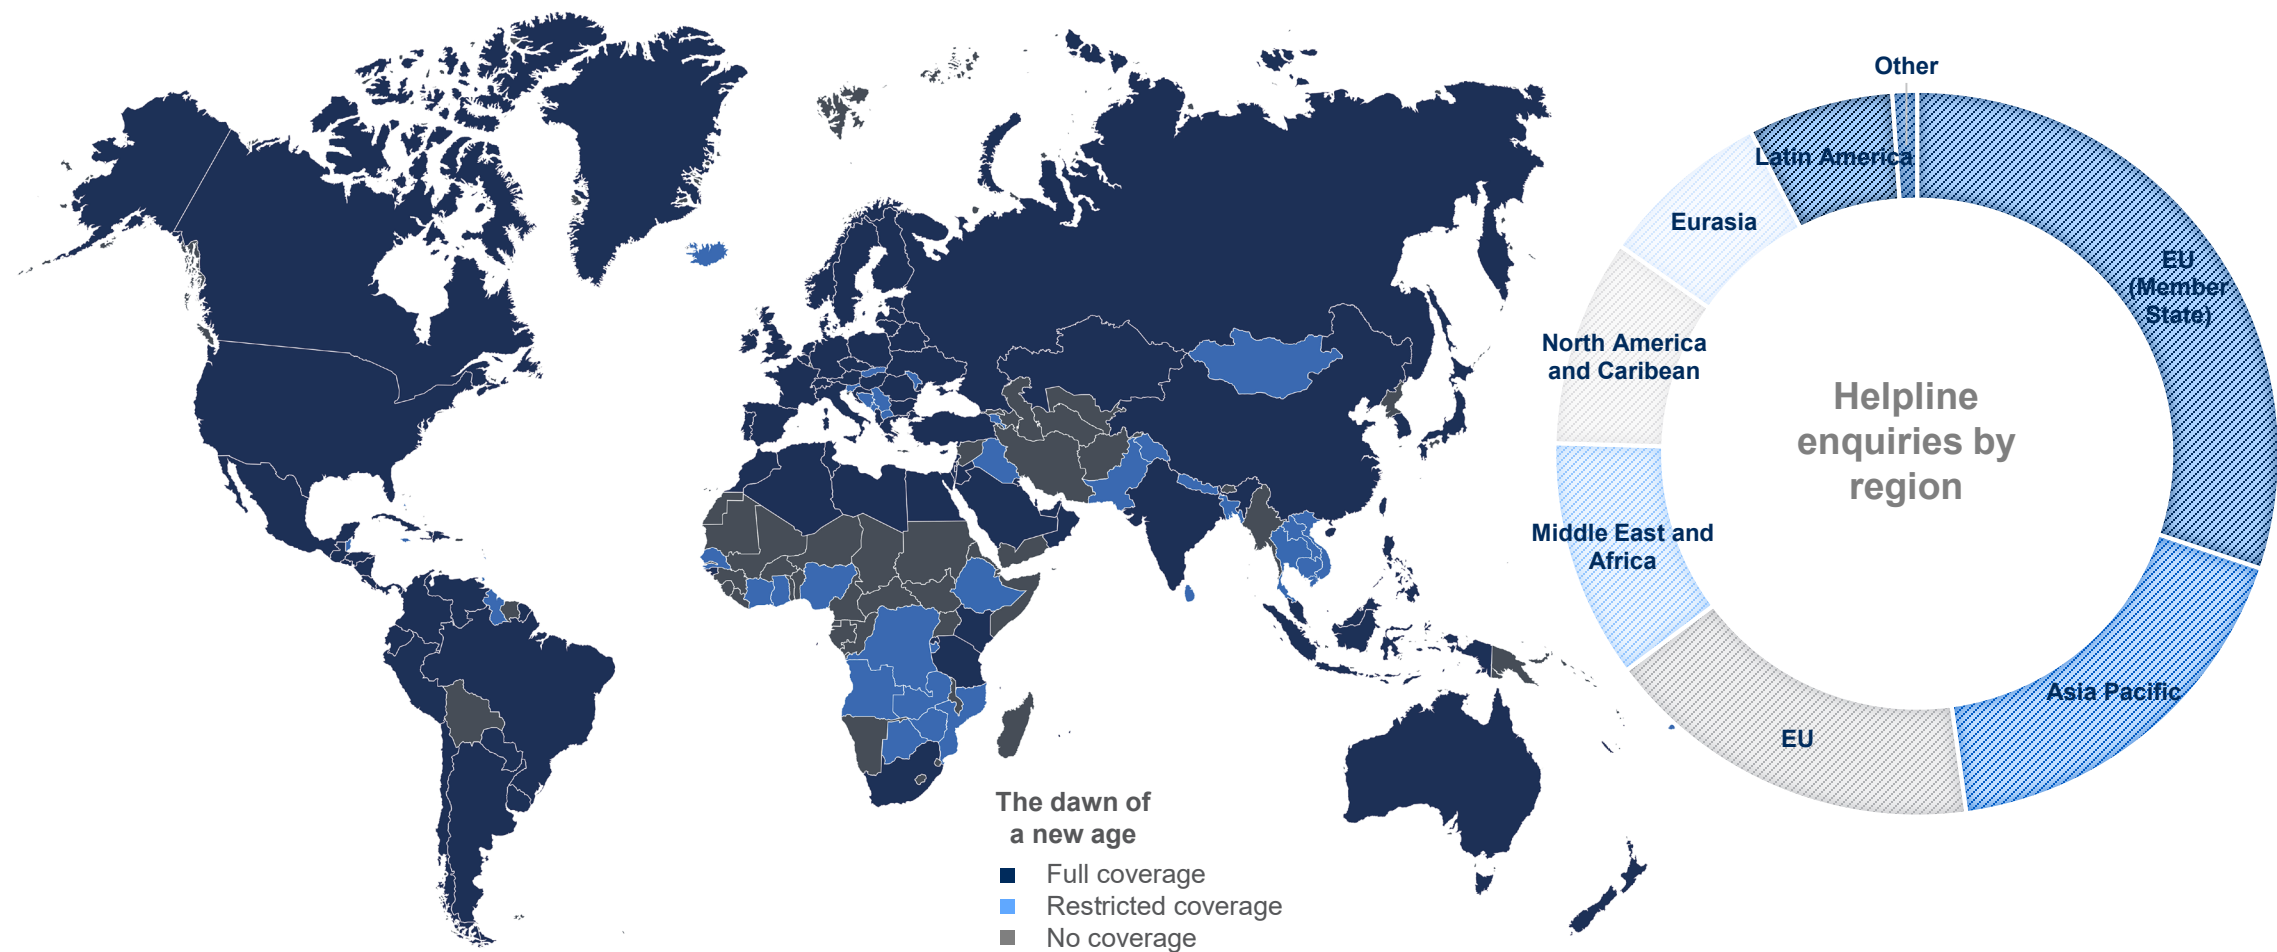 The dawn of
a new age
Full coverage
Restricted coverage
No coverage
Helpline
enquiries by
region
Other
EU
(Member
State)
Asia Pacific
EU
Middle East and
Africa
North America
and Caribean
Eurasia
Latin America